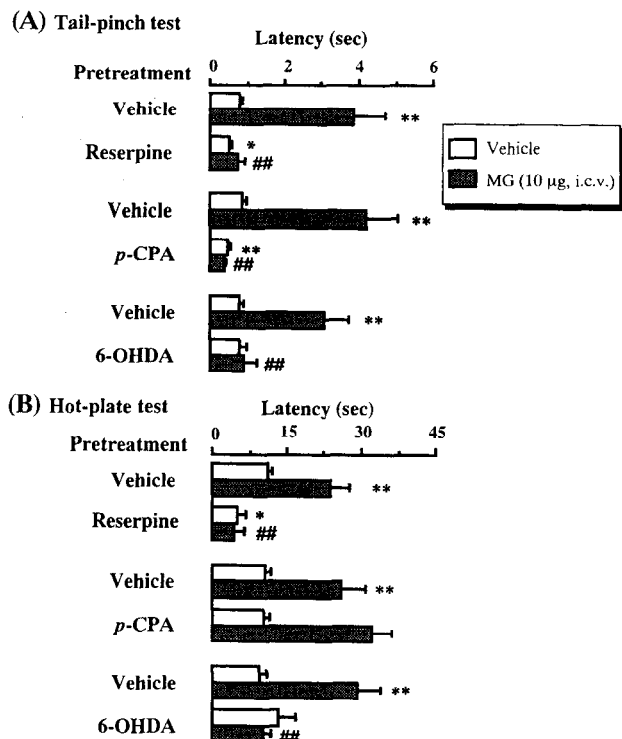 (A) Tail-pinch test
Latency (sec)
Pretreatment 0 2 4 6
Vehicle **
Reserpine * ##
Vehicle **
p-CPA ** ##
Vehicle **
6-OHDA ##
Vehicle
MG (10 µg, i.c.v.)
(B) Hot-plate test
Latency (sec)
Pretreatment 0 15 30 45
Vehicle **
Reserpine * ##
Vehicle **
p-CPA
Vehicle **
6-OHDA ##